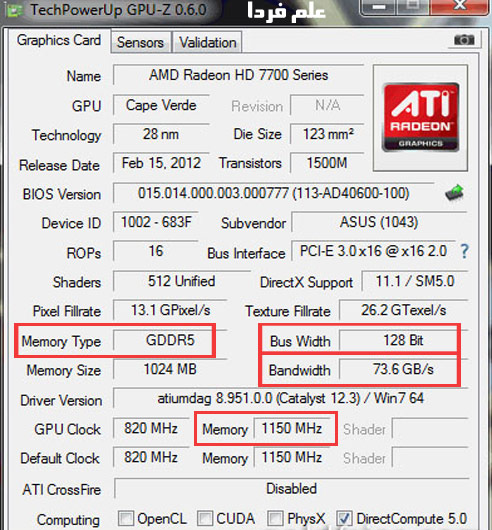 TechPowerUp GPU-Z 0.6.0 علم فردا
Graphics Card Sensors Validation
Name AMD Radeon HD 7700 Series
GPU Cape Verde Revision N/A
Technology 28 nm Die Size 123 mm²
Release Date Feb 15, 2012 Transistors 1500M
ATI
RADEON
GRAPHICS
BIOS Version 015.014.000.003.000777 (113-AD40600-100)
Device ID 1002 - 683F Subvendor ASUS (1043)
ROPs 16 Bus Interface PCI-E 3.0 x16 @ x16 2.0 ?
Shaders 512 Unified DirectX Support 11.1 / SM5.0
Pixel Fillrate 13.1 GPixel/s Texture Fillrate 26.2 GTexel/s
Memory Type GDDR5 Bus Width 128 Bit
Memory Size 1024 MB Bandwidth 73.6 GB/s
Driver Version atiumdag 8.951.0.0 (Catalyst 12.3) / Win7 64
GPU Clock 820 MHz Memory 1150 MHz Shader
Default Clock 820 MHz Memory 1150 MHz Shader
ATI CrossFire Disabled
Computing OpenCL CUDA PhysX DirectCompute 5.0